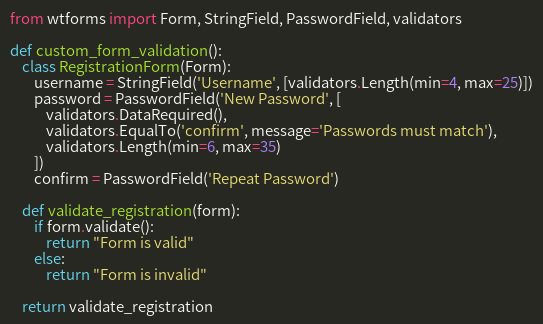 from wtforms import Form, StringField, PasswordField, validators

def custom_form_validation():
    class RegistrationForm(Form):
        username = StringField('Username', [validators.Length(min=4, max=25)])
        password = PasswordField('New Password', [
            validators.DataRequired(),
            validators.EqualTo('confirm', message='Passwords must match'),
            validators.Length(min=6, max=35)
        ])
        confirm = PasswordField('Repeat Password')

    def validate_registration(form):
        if form.validate():
            return "Form is valid"
        else:
            return "Form is invalid"

    return validate_registration